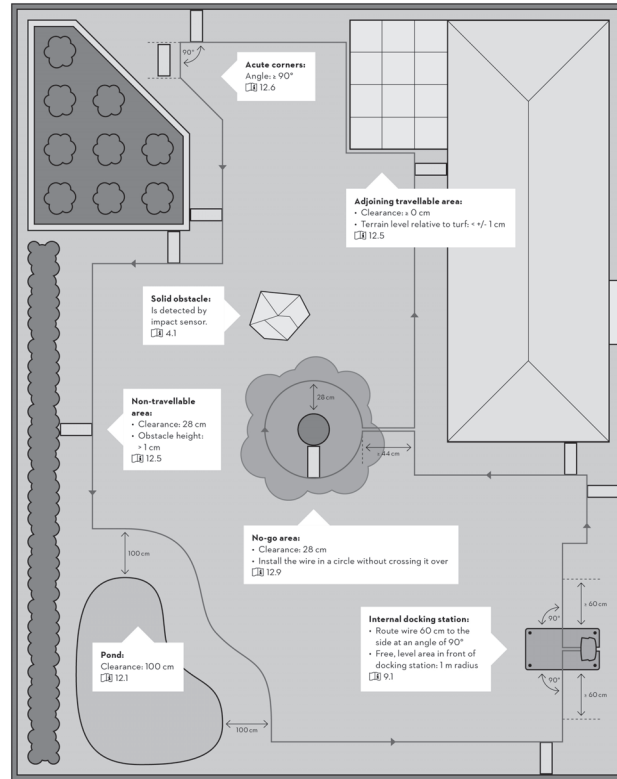 90°
Acute corners:
Angle: ≥ 90°
12.6
Adjoining travellable area:
• Clearance: ≥ 0 cm
• Terrain level relative to turf: < +/- 1 cm
12.5
Solid obstacle:
Is detected by
impact sensor.
4.1
28 cm
Non-travellable
area:
• Clearance: 28 cm
• Obstacle height:
> 1 cm
12.5
≥ 44 cm
No-go area:
• Clearance: 28 cm
• Install the wire in a circle without crossing it over
12.9
100 cm
Internal docking station:
• Route wire 60 cm to the
side at an angle of 90°
• Free, level area in front of
docking station: 1 m radius
9.1
≥ 60 cm
90°
90°
≥ 60 cm
Pond:
Clearance: 100 cm
12.1
100 cm